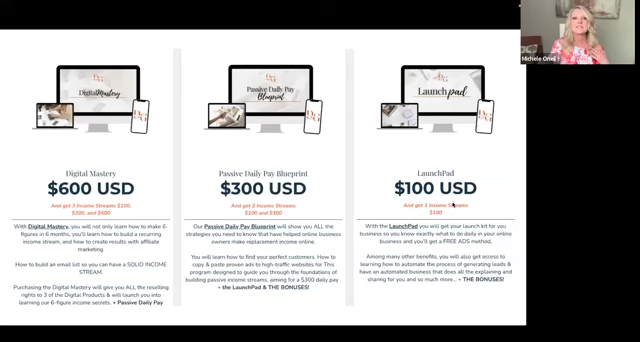 Michele Oneil
Digital Mastery
Passive Daily Pay
Blueprint
Launch pad
Digital Mastery
$600 USD
And get 3 Income Streams $100,
$300, and $600
With Digital Mastery, you will not only learn how to make 6-
figures in 6 months, you'll learn how to build a recurring
income stream, and how to create results with affiliate
marketing.
How to build an email list so you can have a SOLID INCOME
STREAM.
Purchasing the Digital Mastery will give you ALL the reselling
rights to 3 of the Digital Products & will launch you into
learning our 6-figure income secrets. + Passive Daily Pay
Passive Daily Pay Blueprint
$300 USD
And get 2 Income Streams
$100 and $300
Our Passive Daily Pay Blueprint will show you ALL the
strategies you need to know that have helped online business
owners make replacement income online.
You will learn how to find your perfect customers. How to
copy & paste proven ads to high-traffic websites for This
program designed to guide you through the foundations of
building passive income streams, aiming for a $300 daily pay
+ the LaunchPad & THE BONUSES!
LaunchPad
$100 USD
And get 1 Income Streams
$100
With the LaunchPad you will get your launch kit for you
business so you know exactly what to do daily in your online
business and you'll get a FREE ADS method,
Among many other benefits, you will also get access to
learning how to automate the process of generating leads &
have an automated business that does all the explaining and
sharing for you and so much more... + THE BONUSES!